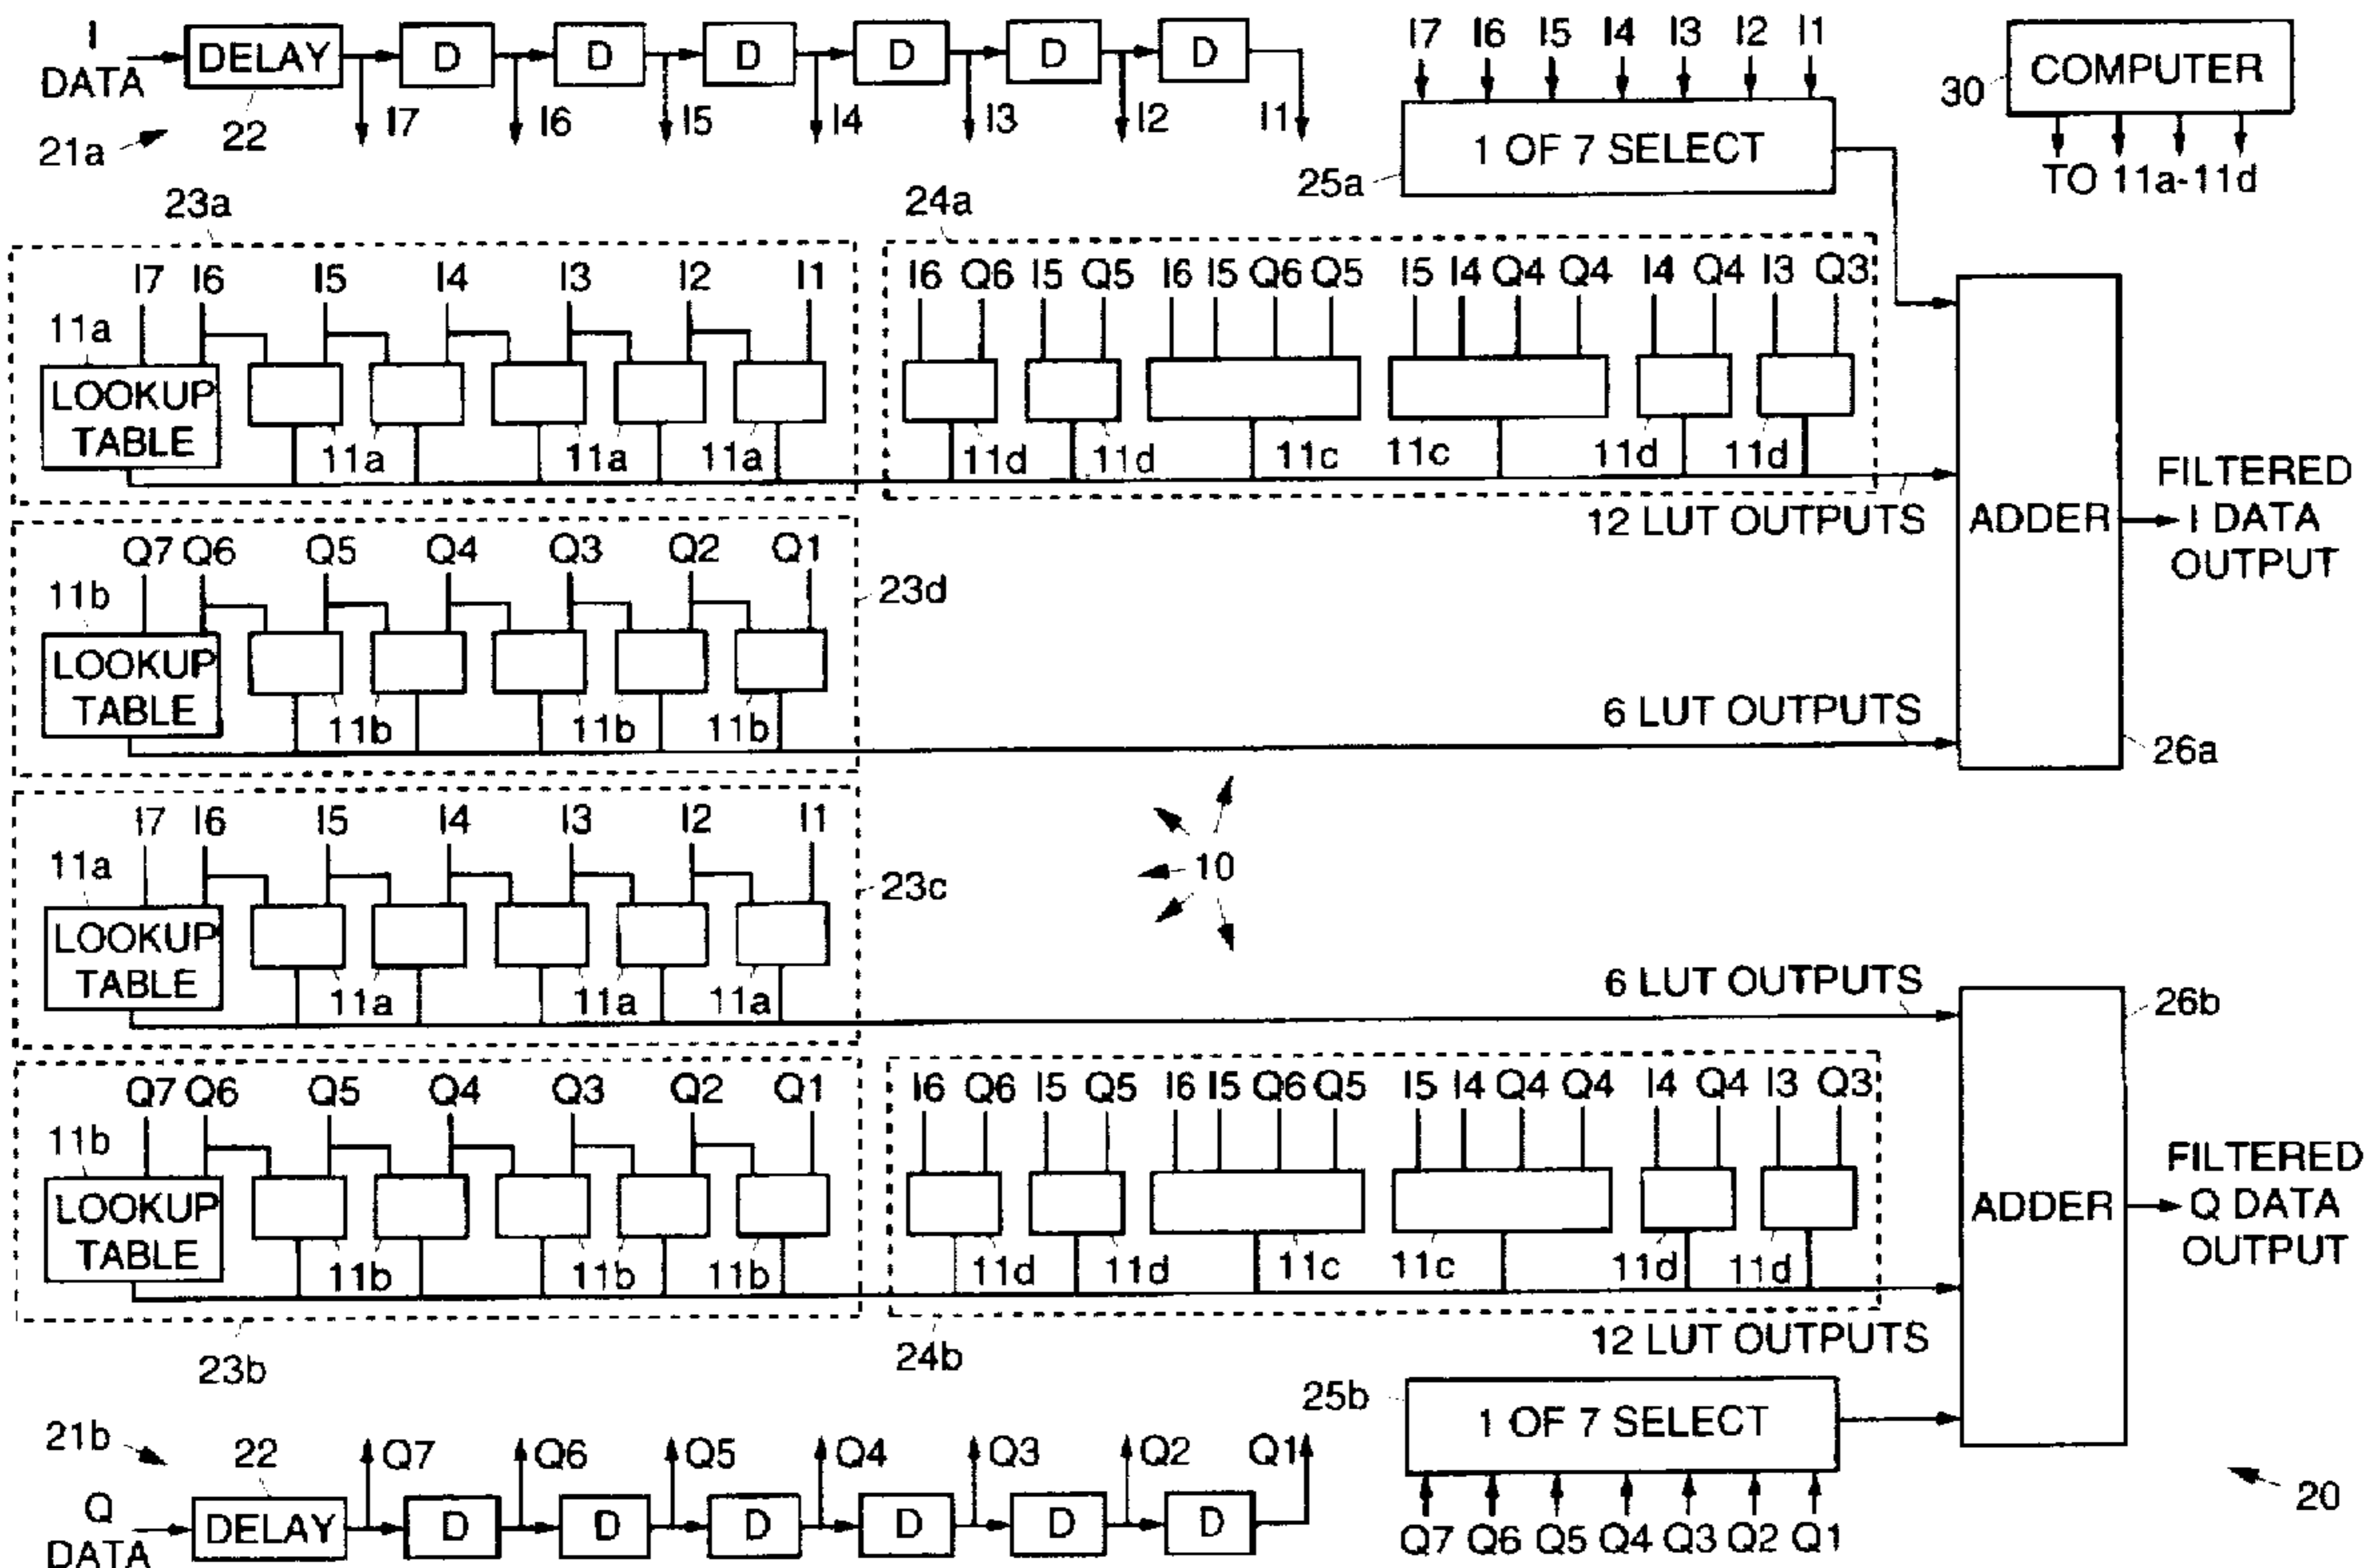 I DATA
DELAY D D D D D D
I7 I6 I5 I4 I3 I2 I1
21a 22
I7 I6 I5 I4 I3 I2 I1
1 OF 7 SELECT
25a
COMPUTER
30
TO 11a-11d
23a
I7 I6 I5 I4 I3 I2 I1
11a
LOOKUP TABLE
11a 11a 11a
24a
I6 Q6 I5 Q5 I6 I5 Q6 Q5 I5 I4 Q4 Q4 I4 Q4 I3 Q3
11d 11d 11c 11c 11d 11d
12 LUT OUTPUTS
ADDER
FILTERED
I DATA
OUTPUT
Q7 Q6 Q5 Q4 Q3 Q2 Q1
11b
23d
LOOKUP TABLE
11b 11b 11b
6 LUT OUTPUTS
26a
I7 I6 I5 I4 I3 I2 I1
11a
23c
10
LOOKUP TABLE
11a 11a 11a
6 LUT OUTPUTS
26b
Q7 Q6 Q5 Q4 Q3 Q2 Q1
11b
LOOKUP TABLE
11b 11b 11b
23b
I6 Q6 I5 Q5 I6 I5 Q6 Q5 I5 I4 Q4 Q4 I4 Q4 I3 Q3
11d 11d 11c 11c 11d 11d
24b
12 LUT OUTPUTS
ADDER
FILTERED
Q DATA
OUTPUT
25b
1 OF 7 SELECT
Q7 Q6 Q5 Q4 Q3 Q2 Q1
21b 22
Q7 Q6 Q5 Q4 Q3 Q2 Q1
Q DATA
DELAY D D D D D D
20